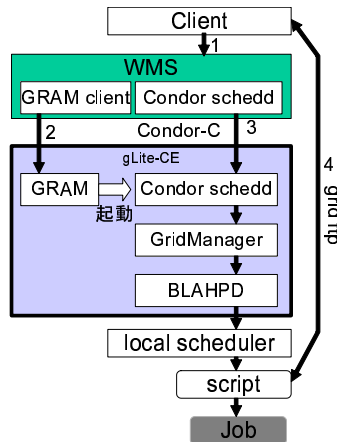 Client
1
WMS
GRAM client
Condor schedd
2
Condor-C
3
gLite-CE
GRAM
起動
Condor schedd
GridManager
BLAHPD
4 grid ftp
local scheduler
script
Job